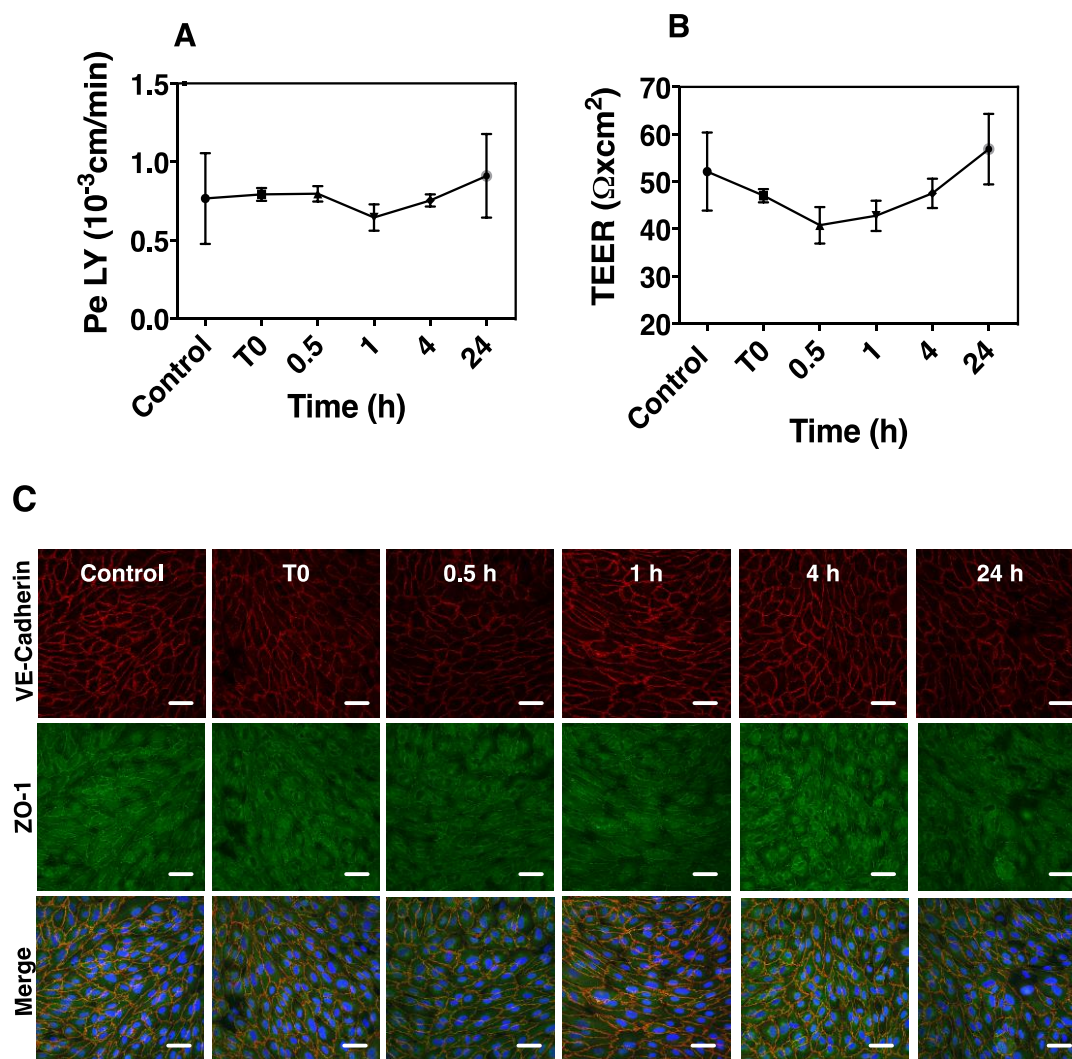 A
Pe LY (10⁻³cm/min)
1.5
1.0
0.5
0.0
Control
T0
0.5
1
4
24
Time (h)
B
TEER (Ωxcm²)
70
60
50
40
30
20
Control
T0
0.5
1
4
24
Time (h)
C
Control
T0
0.5 h
1 h
4 h
24 h
VE-Cadherin
ZO-1
Merge